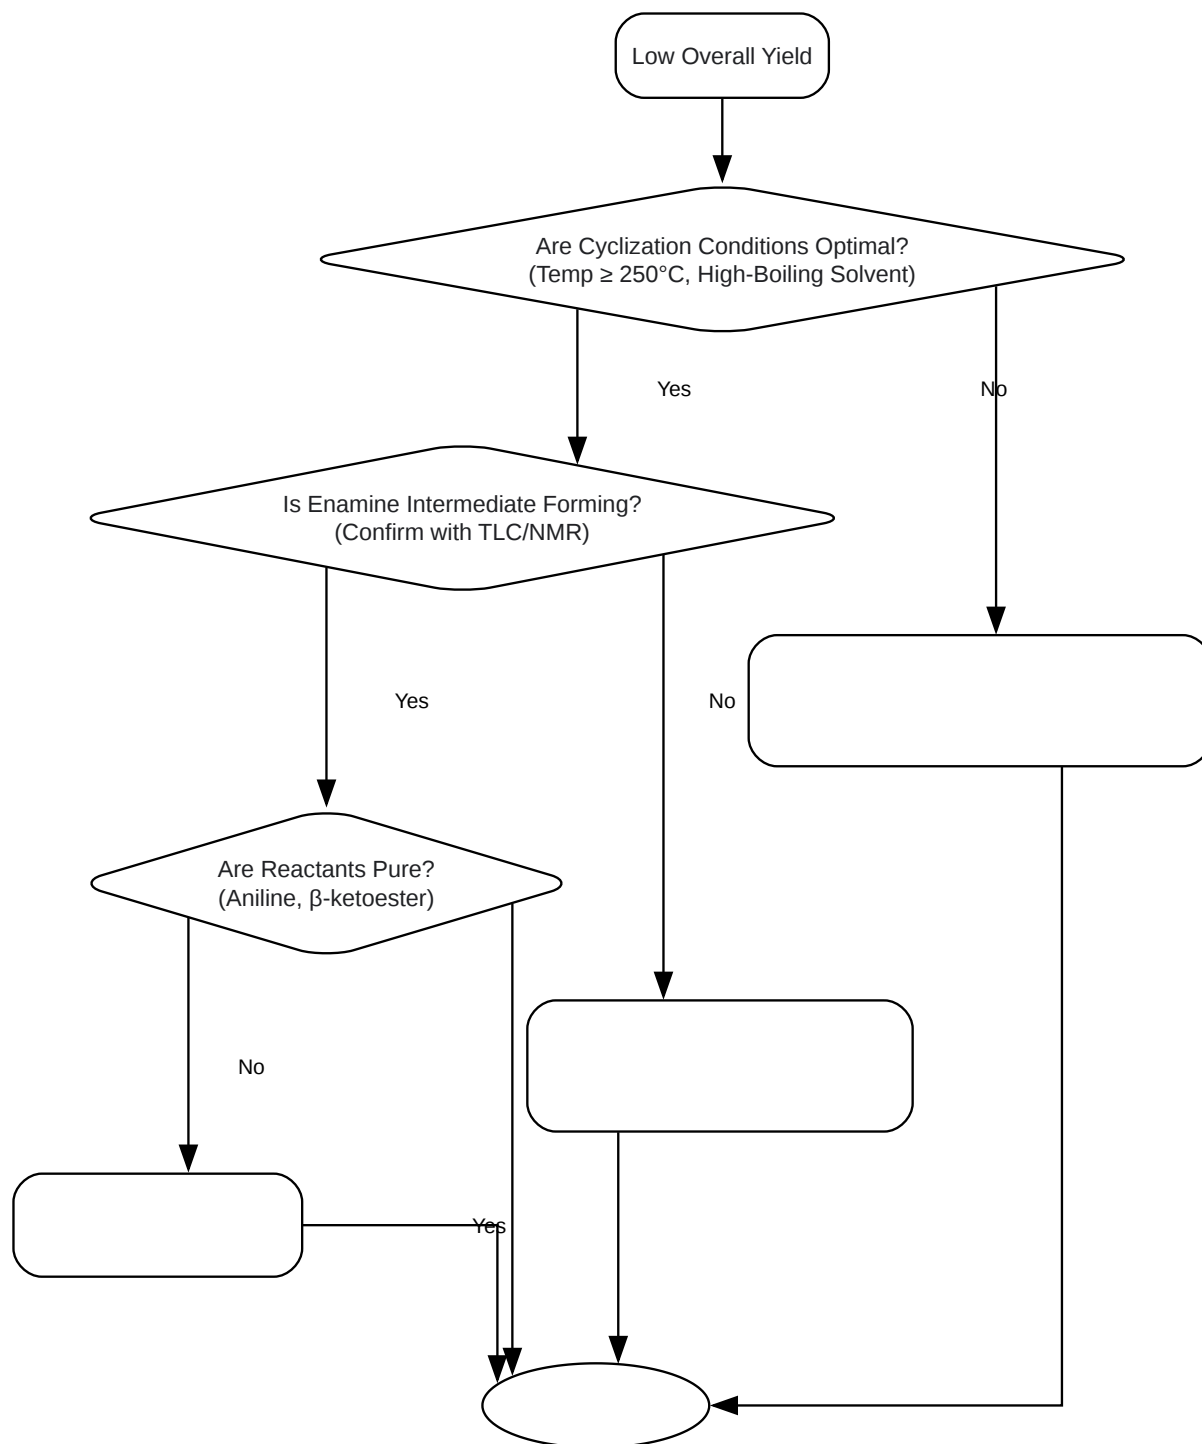 Low Overall Yield
Are Cyclization Conditions Optimal?
(Temp ≥ 250°C, High-Boiling Solvent)
Yes
No
Is Enamine Intermediate Forming?
(Confirm with TLC/NMR)
Yes
No
Are Reactants Pure?
(Aniline, β-ketoester)
No
Yes